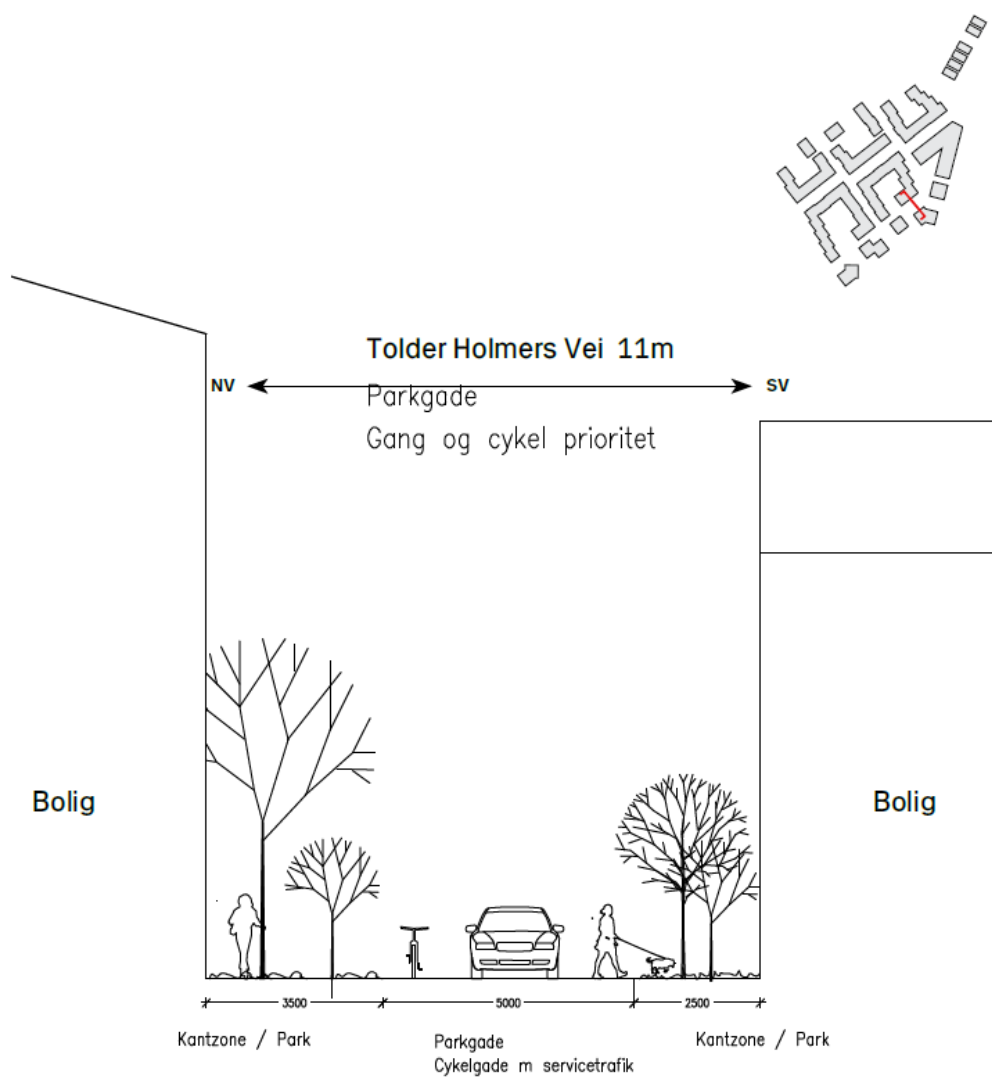 Tolder Holmers Vei 11m
NV
SV
Parkgade
Gang og cykel prioritet
Bolig
Bolig
3500
5000
2500
Kantzone / Park
Parkgade
Cykelgade m servicetrafik
Kantzone / Park